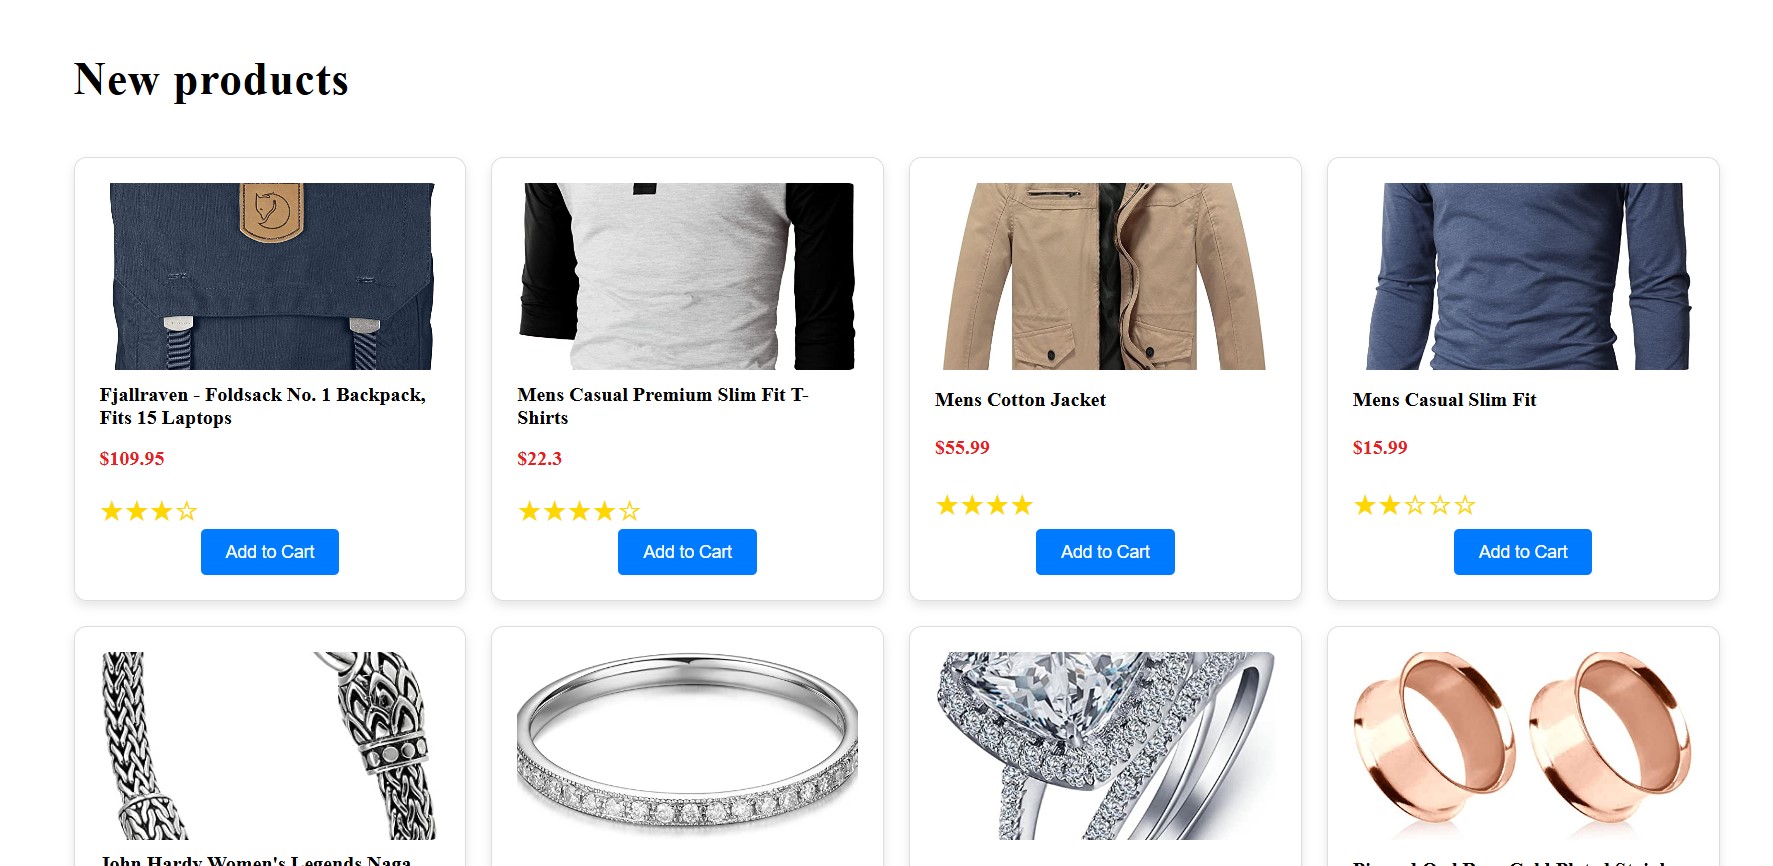 New products
Fjallraven - Foldsack No. 1 Backpack,
Fits 15 Laptops
$109.95
★★★☆
Add to Cart
Mens Casual Premium Slim Fit T-
Shirts
$22.3
★★★★☆
Add to Cart
Mens Cotton Jacket
$55.99
★★★★
Add to Cart
Mens Casual Slim Fit
$15.99
★★☆☆☆
Add to Cart
John Hardy Women's Legends Naga